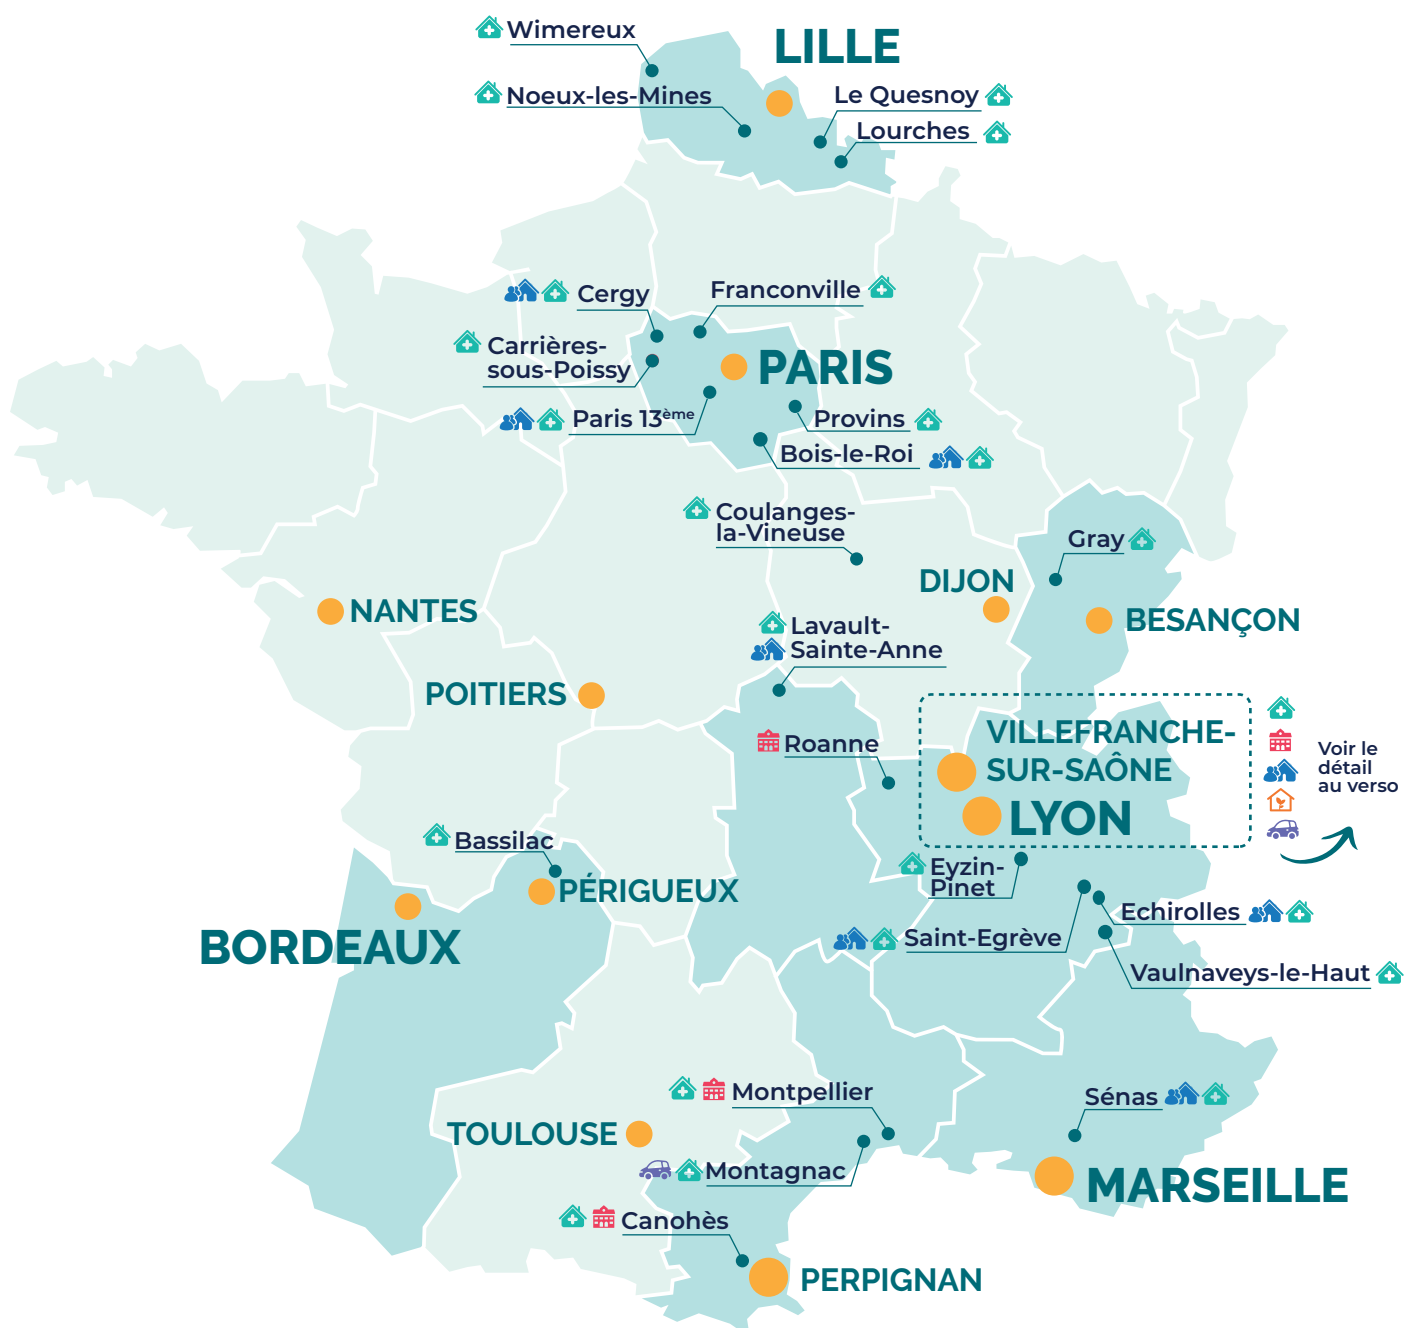 Wimereux
LILLE
Noeux-les-Mines
Le Quesnoy
Lourches
Cergy
Franconville
Carrières-
sous-Poissy
PARIS
Paris 13ème
Provins
Bois-le-Roi
Coulanges-
la-Vineuse
Gray
DIJON
NANTES
BESANÇON
Lavault-
Sainte-Anne
POITIERS
Roanne
VILLEFRANCHE-
SUR-SAÔNE
LYON
Voir le
détail
au verso
Bassilac
PÉRIGUEUX
Eyzin-
Pinet
BORDEAUX
Echirolles
Saint-Egrève
Vaulnaveys-le-Haut
Montpellier
Sénas
TOULOUSE
Montagnac
MARSEILLE
Canohès
PERPIGNAN